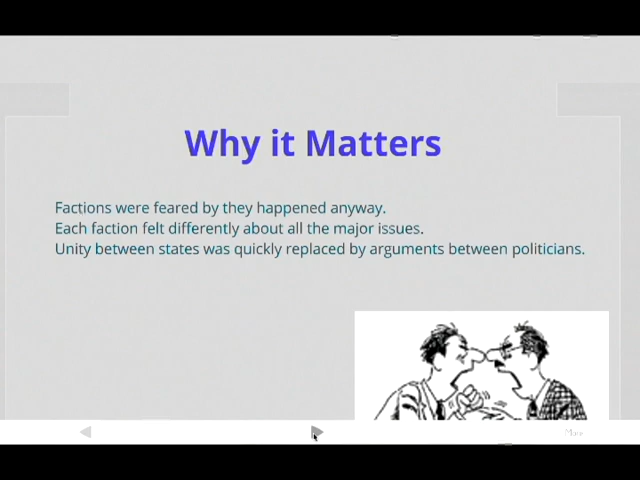 Why it Matters
Factions were feared by they happened anyway.
Each faction felt differently about all the major issues.
Unity between states was quickly replaced by arguments between politicians.
More